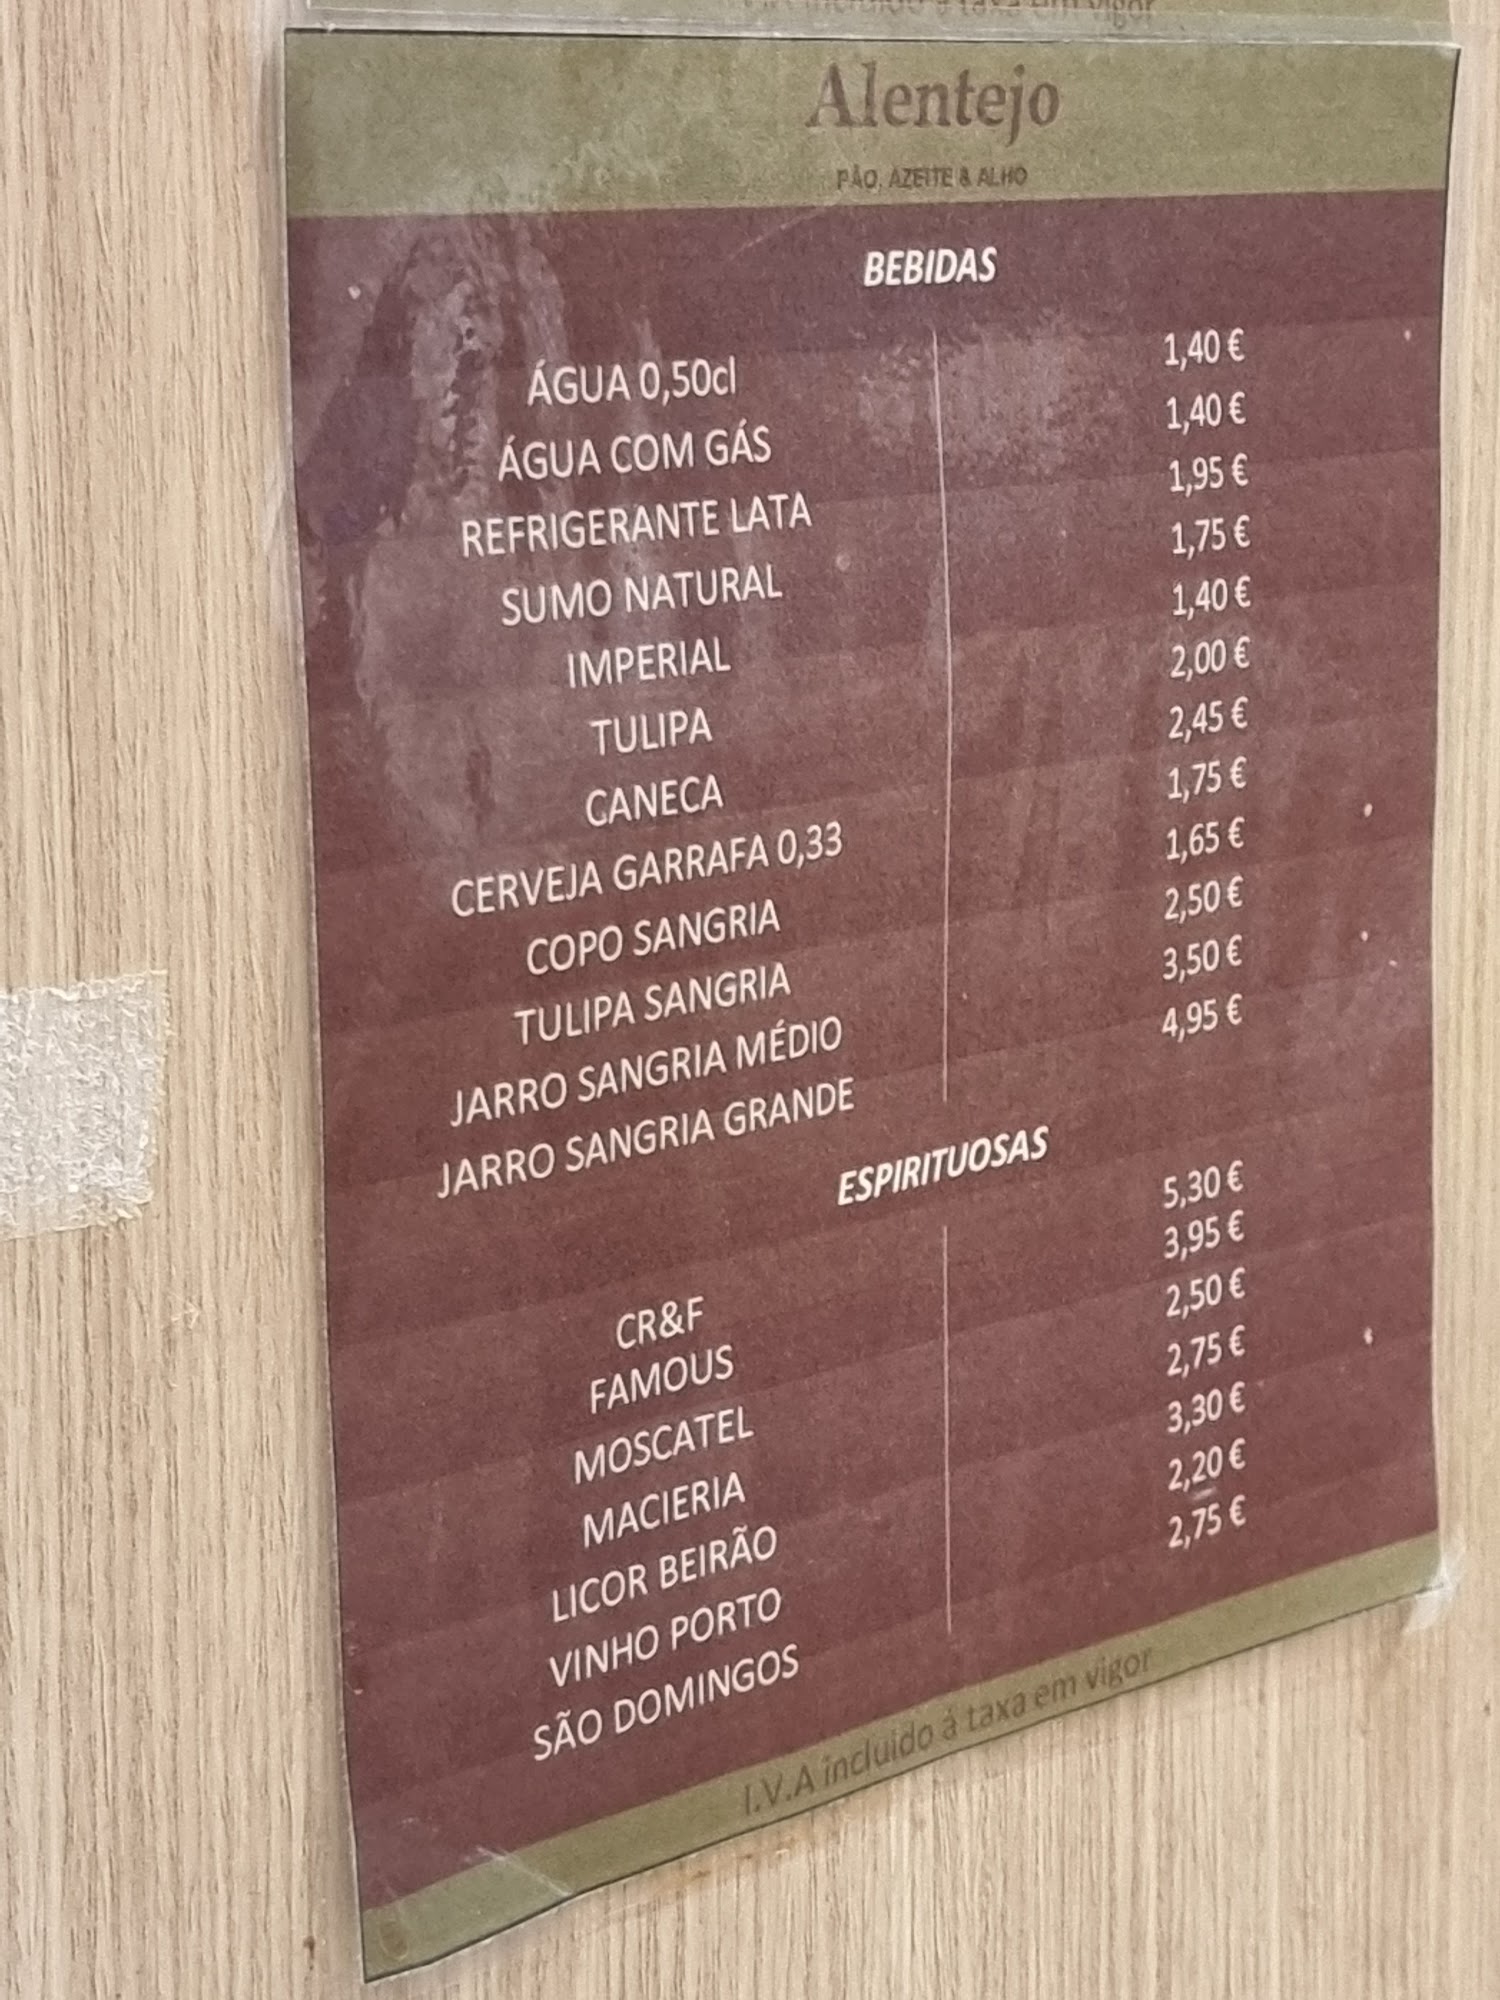 Alentejo
PÃO, AZEITE & ALHO
BEBIDAS
ÁGUA 0,50cl 1,40 €
ÁGUA COM GÁS 1,40 €
REFRIGERANTE LATA 1,95 €
SUMO NATURAL 1,75 €
IMPERIAL 1,40 €
TULIPA 2,00 €
CANECA 2,45 €
CERVEJA GARRAFA 0,33 1,75 €
COPO SANGRIA 1,65 €
TULIPA SANGRIA 2,50 €
JARRO SANGRIA MÉDIO 3,50 €
JARRO SANGRIA GRANDE 4,95 €
ESPIRITUOSAS
CR&F 5,30 €
FAMOUS 3,95 €
MOSCATEL 2,50 €
MACIERIA 2,75 €
LICOR BEIRÃO 3,30 €
VINHO PORTO 2,20 €
SÃO DOMINGOS 2,75 €
I.V.A incluido á taxa em vigor